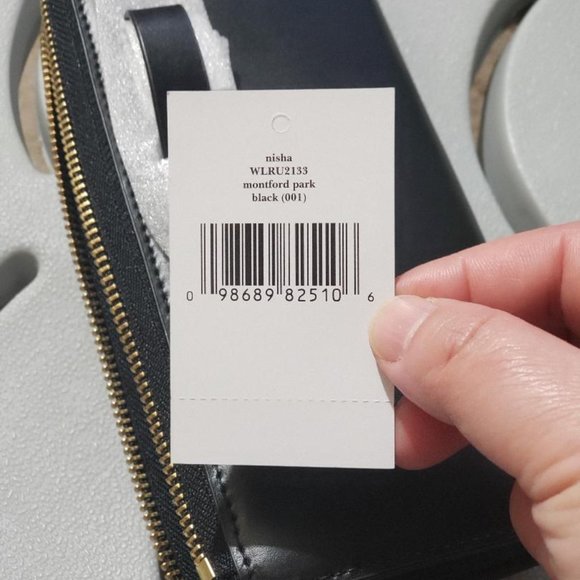 nisha
WLRU2133
montford park
black (001)
0 98689 82510 6